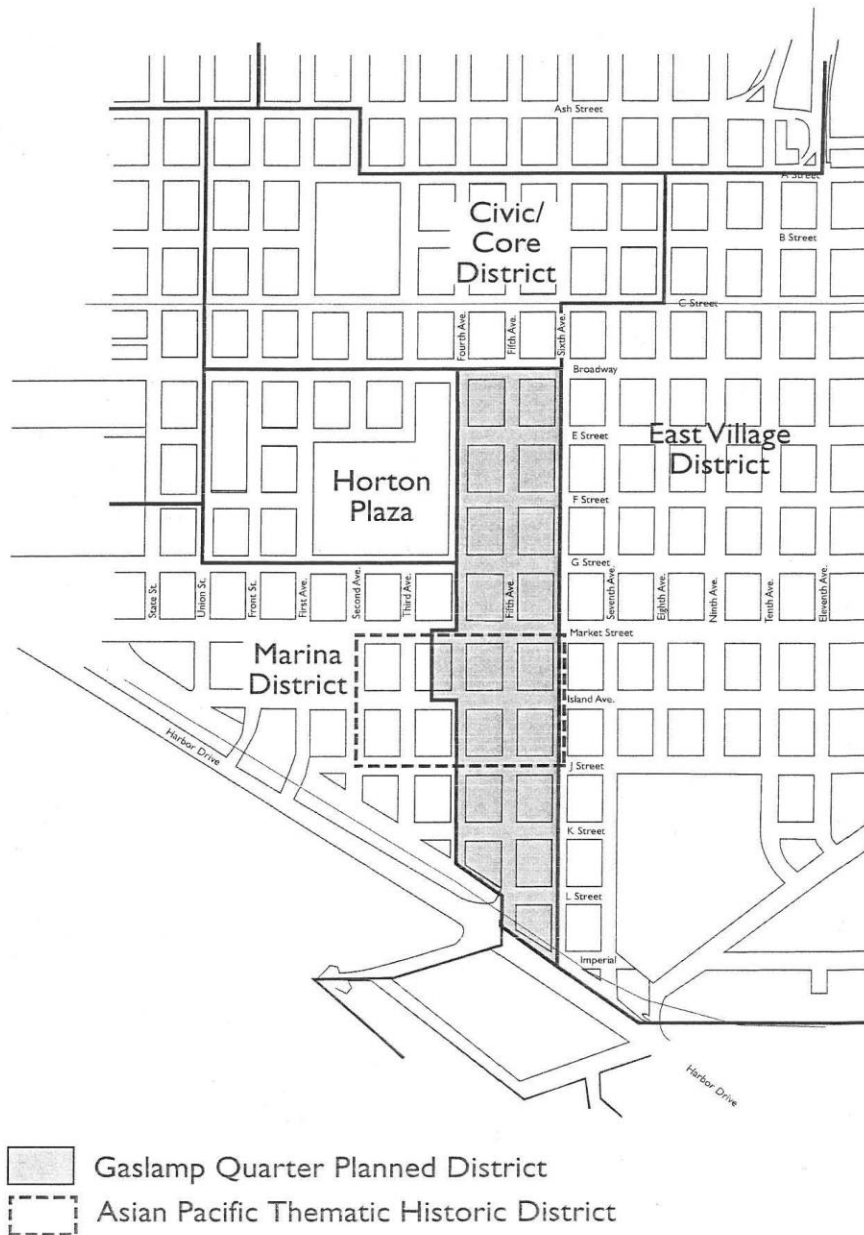 Ash Street
A Street
Civic/
Core
District
B Street
C Street
Fourth Ave.
Fifth Ave.
Sixth Ave.
Broadway
E Street
East Village
District
Horton
Plaza
F Street
G Street
State St.
Union St.
Front St.
First Ave.
Second Ave.
Third Ave.
Fifth Ave.
Seventh Ave.
Eighth Ave.
Ninth Ave.
Tenth Ave.
Eleventh Ave.
Market Street
Marina
District
Island Ave.
Harbor Drive
J Street
K Street
L Street
Imperial
Harbor Drive
Gaslamp Quarter Planned District
Asian Pacific Thematic Historic District